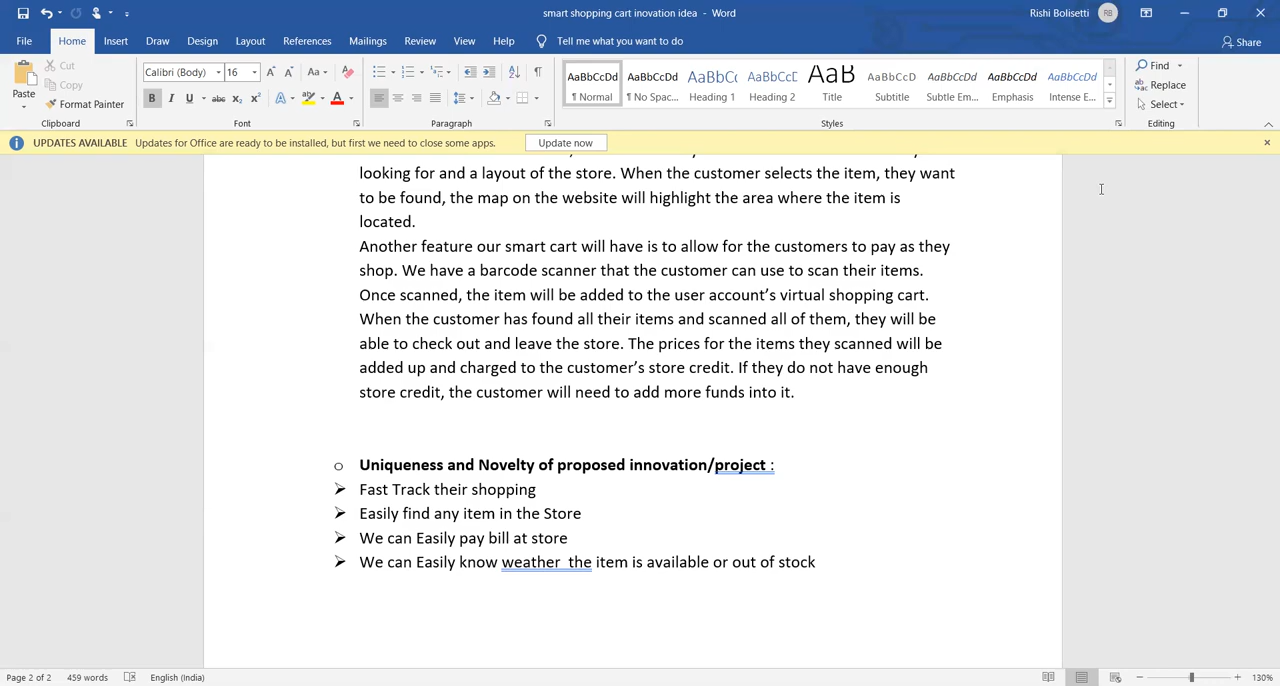 smart shopping cart inovation idea - Word
Rishi Bolisetti RB
File Home Insert Draw Design Layout References Mailings Review View Help Tell me what you want to do Share
Paste Cut Copy Format Painter
Calibri (Body) 16
AaBbCcDd AaBbCcDd AaBbCc AaBbCcD AaB AaBbCcD AaBbCcDd AaBbCcDd AaBbCcDd
¶ Normal ¶ No Spac... Heading 1 Heading 2 Title Subtitle Subtle Em... Emphasis Intense E...
Find Replace Select
Clipboard Font Paragraph Styles Editing
UPDATES AVAILABLE Updates for Office are ready to be installed, but first we need to close some apps. Update now
looking for and a layout of the store. When the customer selects the item, they want
to be found, the map on the website will highlight the area where the item is
located.
Another feature our smart cart will have is to allow for the customers to pay as they
shop. We have a barcode scanner that the customer can use to scan their items.
Once scanned, the item will be added to the user account’s virtual shopping cart.
When the customer has found all their items and scanned all of them, they will be
able to check out and leave the store. The prices for the items they scanned will be
added up and charged to the customer’s store credit. If they do not have enough
store credit, the customer will need to add more funds into it.
o Uniqueness and Novelty of proposed innovation/project :
➢ Fast Track their shopping
➢ Easily find any item in the Store
➢ We can Easily pay bill at store
➢ We can Easily know weather the item is available or out of stock
Page 2 of 2 459 words English (India) 130%